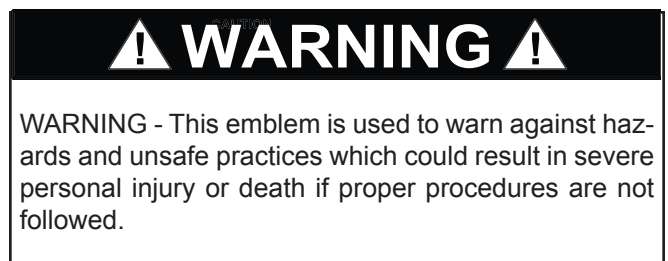 CAUTION
WARNING
WARNING - This emblem is used to warn against haz-
ards and unsafe practices which could result in severe
personal injury or death if proper procedures are not
followed.